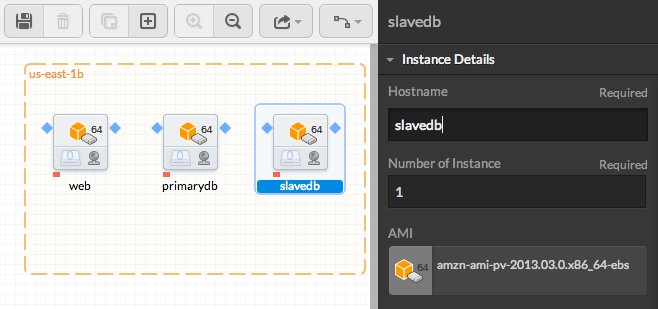 us-east-1b
64
64
64
web
primarydb
slavedb
slavedb
Instance Details
Hostname Required
slavedb
Number of Instance Required
1
AMI
64 amzn-ami-pv-2013.03.0.x86_64-ebs